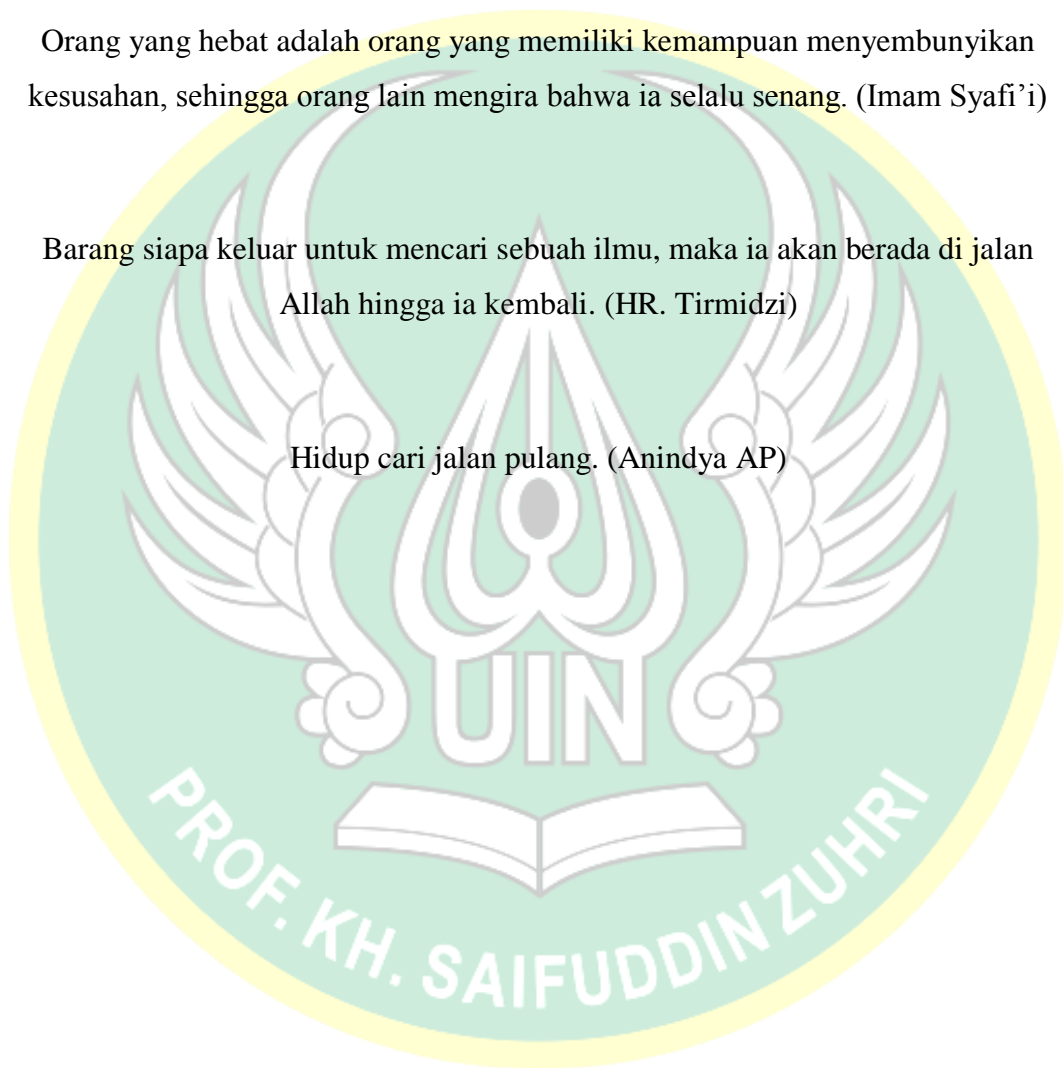 Orang yang hebat adalah orang yang memiliki kemampuan menyembunyikan
kesusahan, sehingga orang lain mengira bahwa ia selalu senang. (Imam Syafi’i)
Barang siapa keluar untuk mencari sebuah ilmu, maka ia akan berada di jalan
Allah hingga ia kembali. (HR. Tirmidzi)
Hidup cari jalan pulang. (Anindya AP)
UIN
PROF. KH. SAIFUDDIN ZUHRI